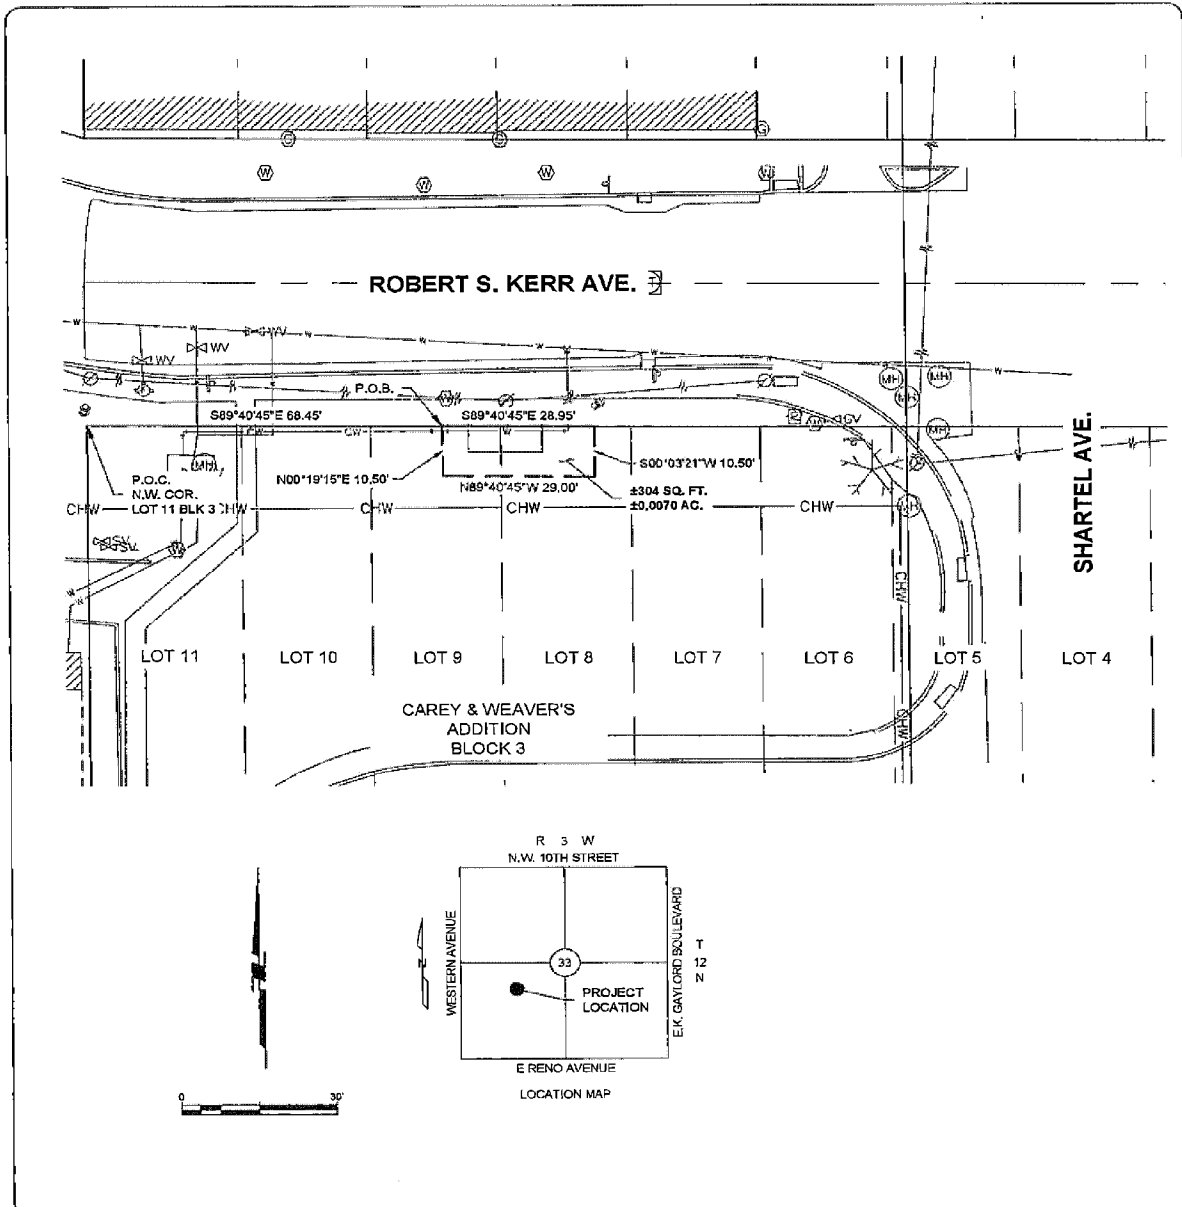 G
G
G
W
W
W
W
ROBERT S. KERR AVE.
W
W
W
WV
WV
WV
W
W
W
W
W
P.O.B.
MH
MH
MH
MH
S89°40'45"E 68.45'
S89°40'45"E 28.95'
GV
CW
CW
W
MH
P.O.C.
N.W. COR.
LOT 11 BLK 3
N00°19'15"E 10.50'
N89°40'45"W 29.00'
S00°03'21"W 10.50'
±304 SQ. FT.
±0.0070 AC.
CHW
CHW
CHW
CHW
CHW
MH
SV
SV
W
W
W
CHW
SHARTEL AVE.
LOT 11
LOT 10
LOT 9
LOT 8
LOT 7
LOT 6
LOT 5
LOT 4
CHW
CAREY & WEAVER'S
ADDITION
BLOCK 3
R 3 W
N.W. 10TH STREET
WESTERN AVENUE
E.K. GAYLORD BOULEVARD
T
12
N
33
N
N
PROJECT
LOCATION
E RENO AVENUE
LOCATION MAP
0
30'